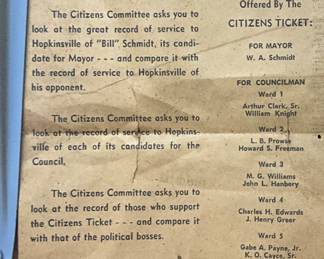 The Citizens Committee asks you to
look at the great record of service to
Hopkinsville of "Bill" Schmidt, its candi-
date for Mayor - - - and compare it with
the record of service to Hopkinsville of
his opponent.
The Citizens Committee asks you to
look at the record of service to Hopkins-
ville of each of its candidates for the
Council,
The Citizens Committee asks you to
look at the record of those who support
the Citizens Ticket - - - and compare it
with that of the political bosses.
Offered By The
CITIZENS TICKET:
FOR MAYOR
W. A. Schmidt
FOR COUNCILMAN
Ward 1
Arthur Clark, Sr.
William Knight
Ward 2
L. B. Prowse
Howard S. Freeman
Ward 3
M. G. Williams
John L. Hanbery
Ward 4
Charles H. Edwards
J. Henry Greer
Ward 5
Gabe A. Payne, Jr.
K. O. Cayce, Sr.